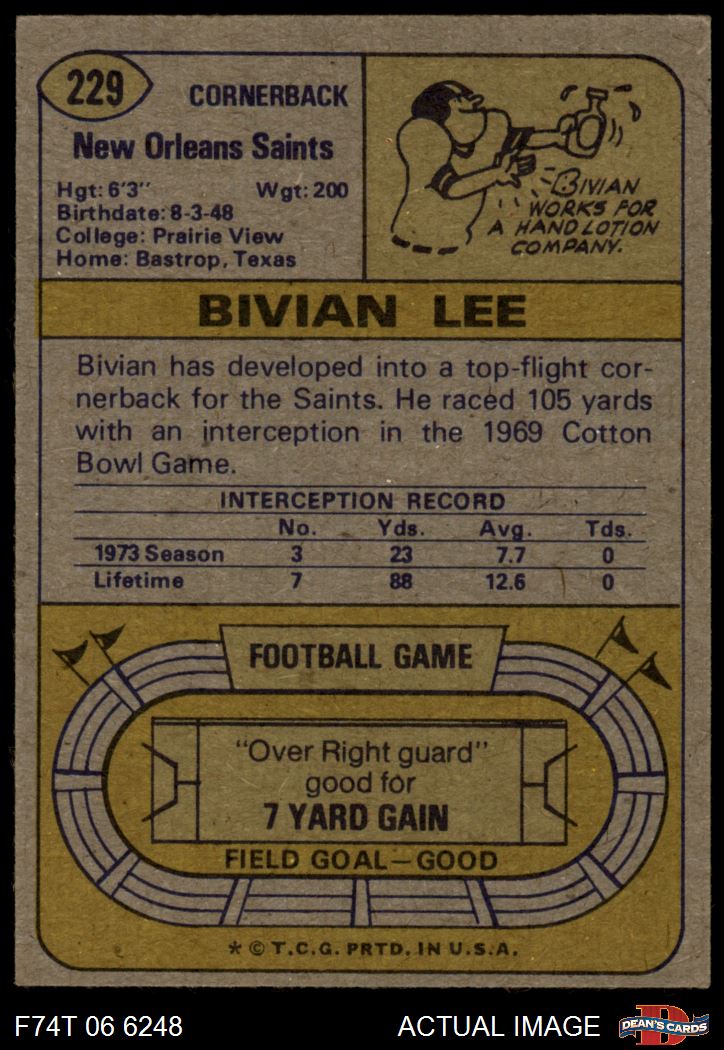 229
CORNERBACK
New Orleans Saints
Hgt: 6'3" Wgt: 200
Birthdate: 8-3-48
College: Prairie View
Home: Bastrop, Texas
BIVIAN
WORKS FOR
A HAND LOTION
COMPANY.
BIVIAN LEE
Bivian has developed into a top-flight cor-
nerback for the Saints. He raced 105 yards
with an interception in the 1969 Cotton
Bowl Game.
INTERCEPTION RECORD
No. Yds. Avg. Tds.
1973 Season 3 23 7.7 0
Lifetime 7 88 12.6 0
FOOTBALL GAME
"Over Right guard"
good for
7 YARD GAIN
FIELD GOAL—GOOD
* © T.C.G. PRTD. IN U.S.A.
F74T 06 6248 ACTUAL IMAGE
D
DEAN'S CARDS